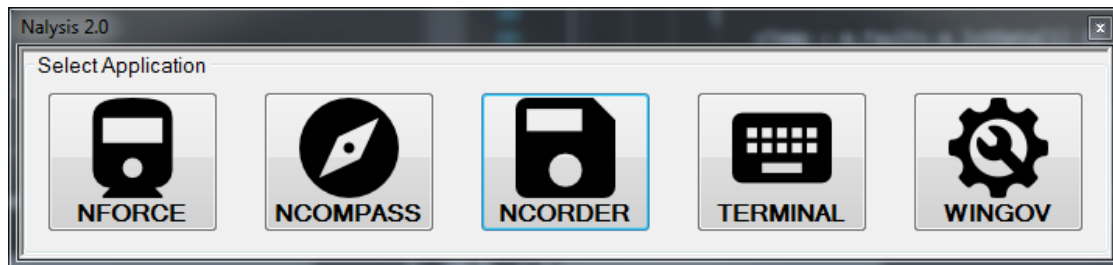 Nalysis 2.0
Select Application
NFORCE NCOMPASS NCORDER TERMINAL WINGOV